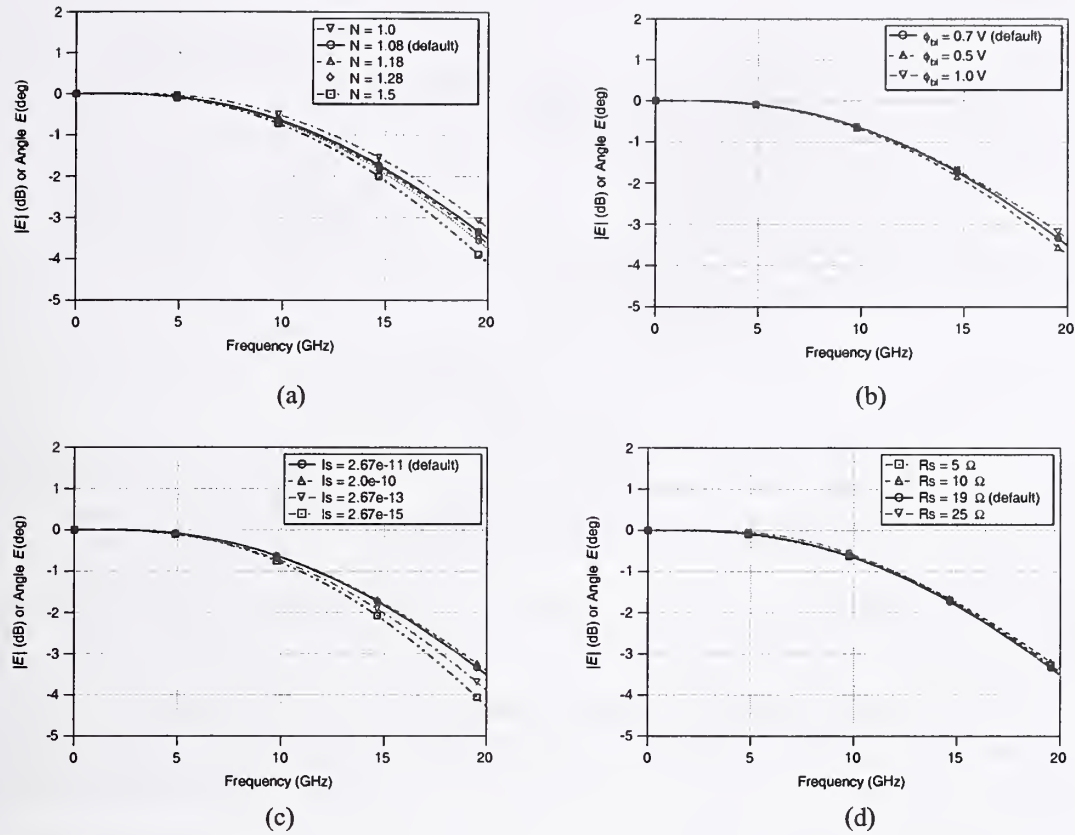 2
1
0
-1
-2
-3
-4
-5
|E| (dB) or Angle E(deg)
N = 1.0
N = 1.08 (default)
N = 1.18
N = 1.28
N = 1.5
0
5
10
15
20
Frequency (GHz)
(a)
2
1
0
-1
-2
-3
-4
-5
|E| (dB) or Angle E(deg)
ϕbi = 0.7 V (default)
ϕbi = 0.5 V
ϕbi = 1.0 V
0
5
10
15
20
Frequency (GHz)
(b)
2
1
0
-1
-2
-3
-4
-5
|E| (dB) or Angle E(deg)
Is = 2.67e-11 (default)
Is = 2.0e-10
Is = 2.67e-13
Is = 2.67e-15
0
5
10
15
20
Frequency (GHz)
(c)
2
1
0
-1
-2
-3
-4
-5
|E| (dB) or Angle E(deg)
Rs = 5 Ω
Rs = 10 Ω
Rs = 19 Ω (default)
Rs = 25 Ω
0
5
10
15
20
Frequency (GHz)
(d)